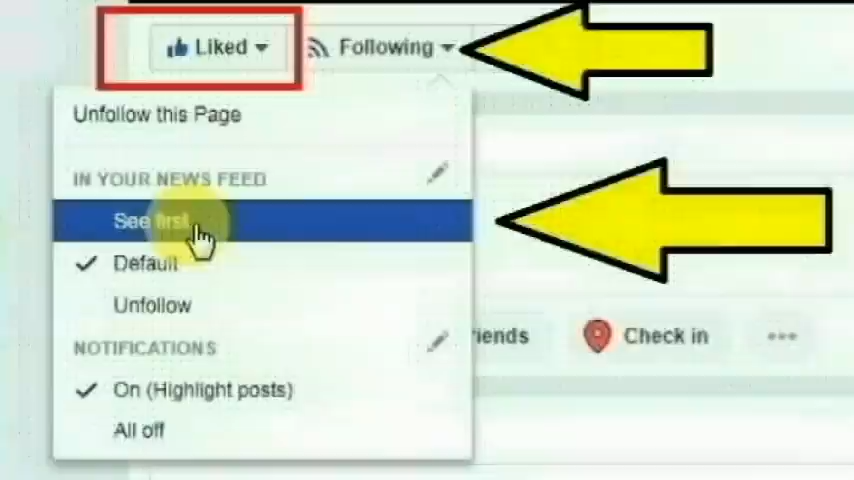 Liked Following
Unfollow this Page
IN YOUR NEWS FEED
See first
Default
Unfollow
NOTIFICATIONS
riends Check in
On (Highlight posts)
All off